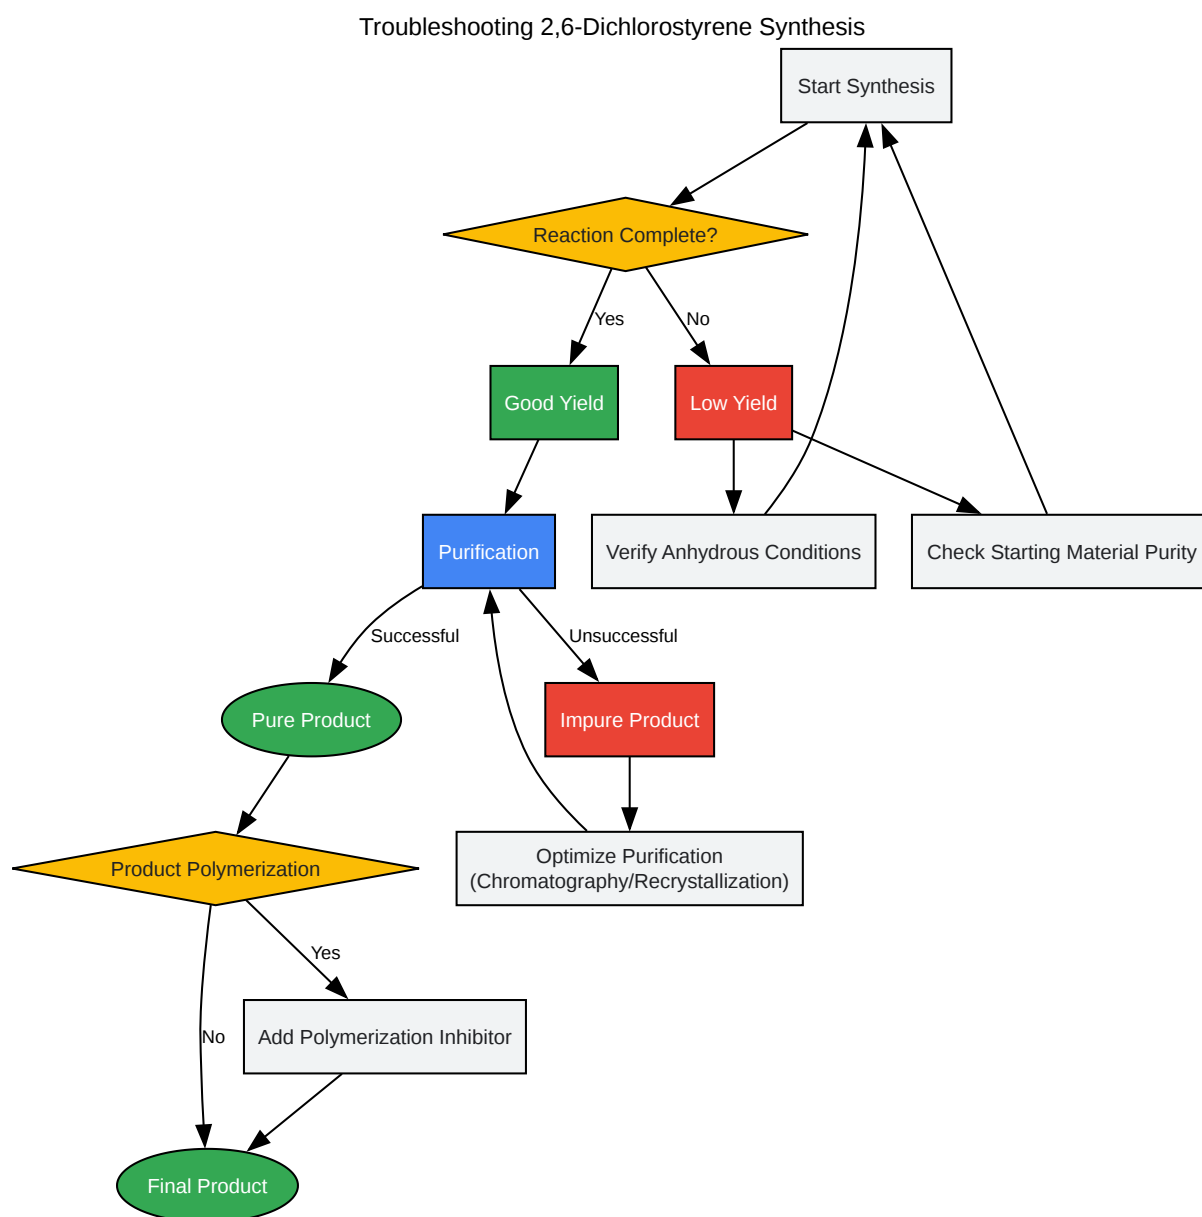 Troubleshooting 2,6-Dichlorostyrene Synthesis
Start Synthesis
Reaction Complete?
Yes
No
Good Yield
Low Yield
Purification
Verify Anhydrous Conditions
Check Starting Material Purity
Successful
Unsuccessful
Pure Product
Impure Product
Product Polymerization
Optimize Purification
(Chromatography/Recrystallization)
Yes
No
Add Polymerization Inhibitor
Final Product